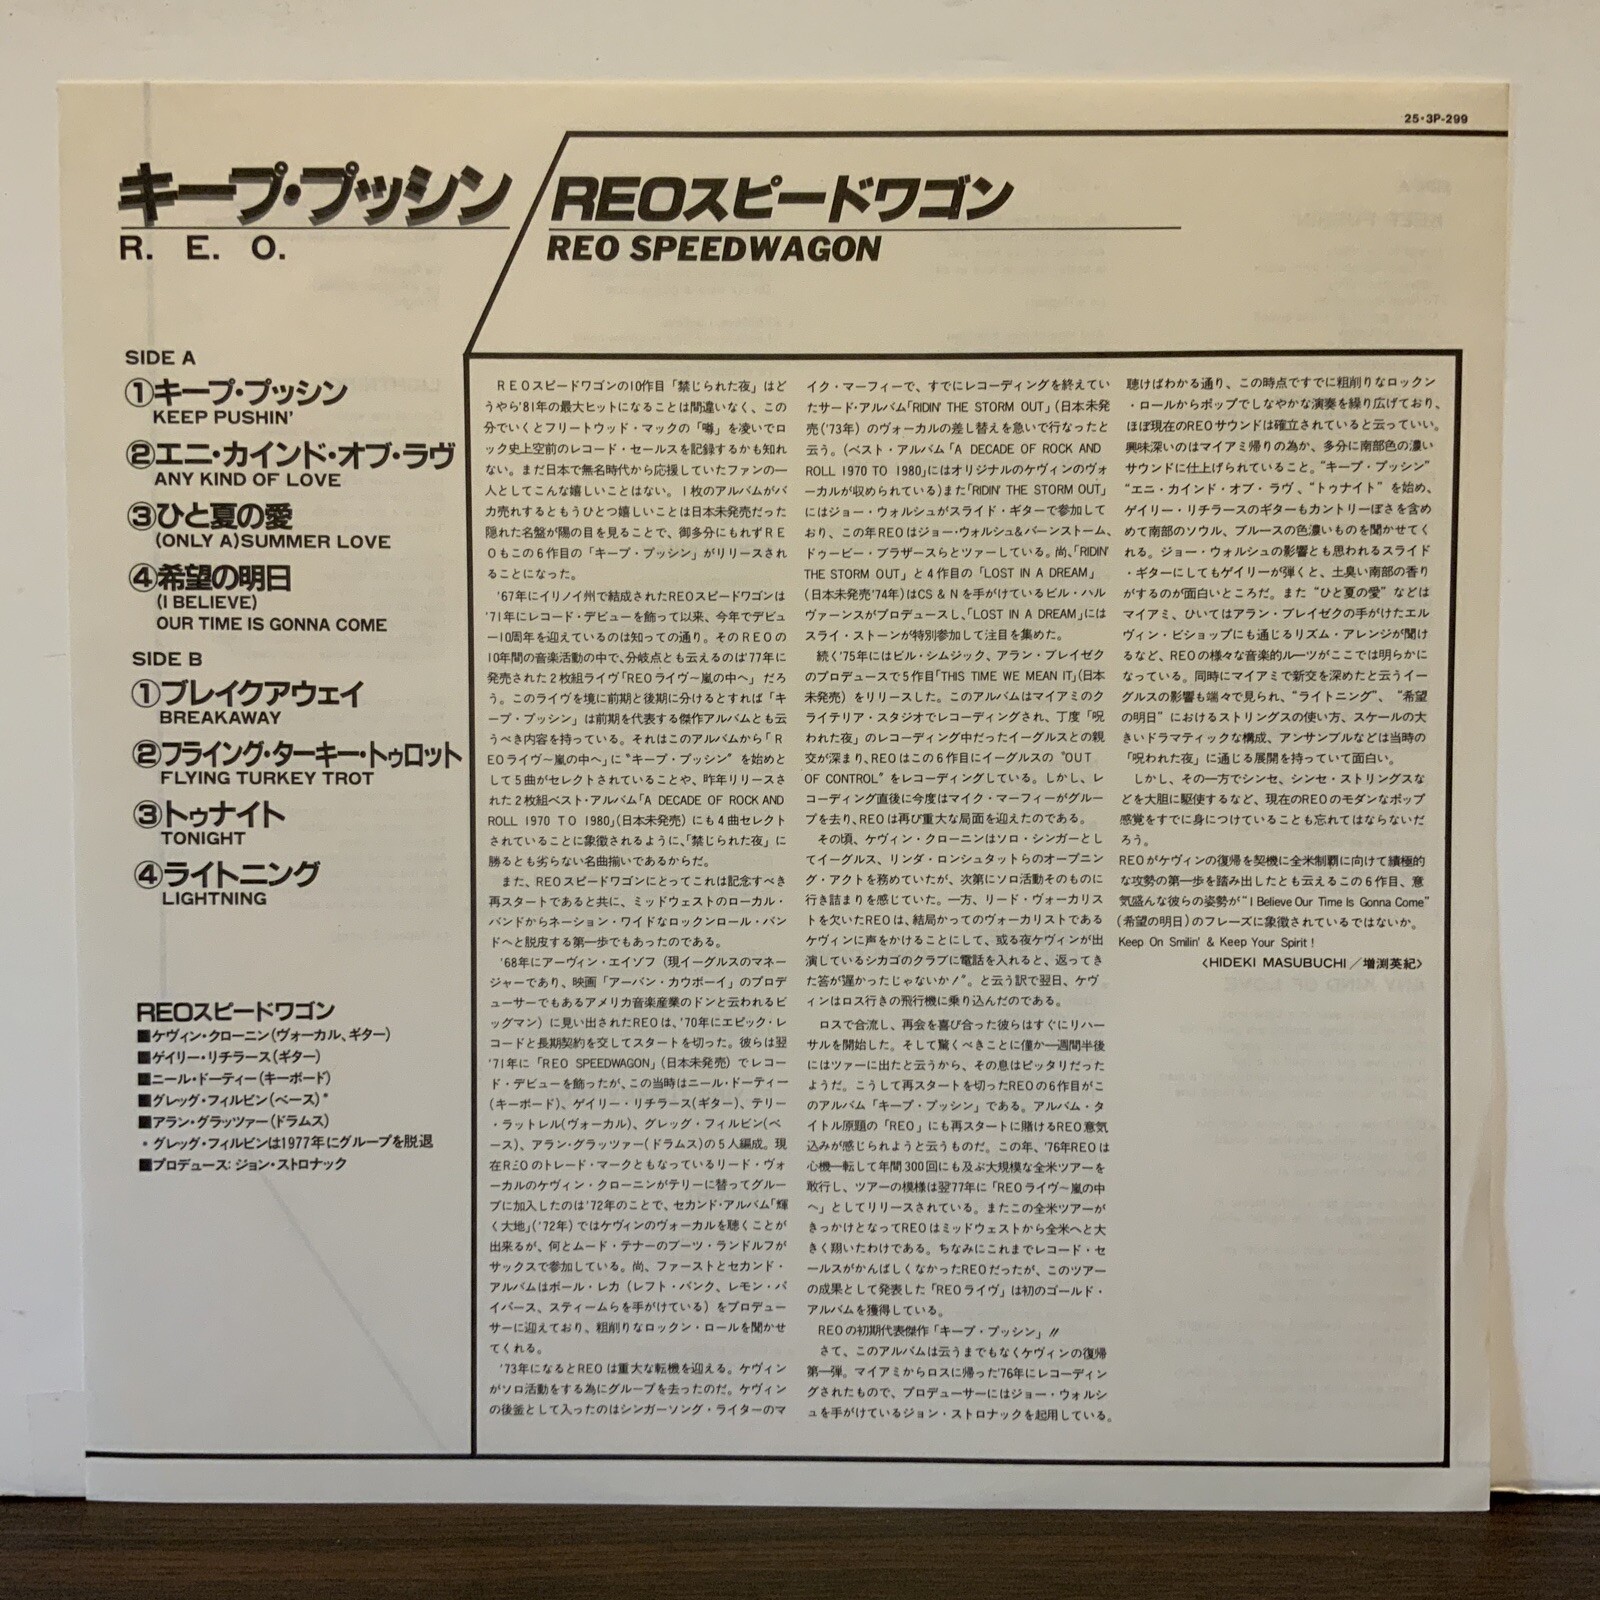 25・3P-299
キープ・プッシン
R. E. O.
REOスピードワゴン
REO SPEEDWAGON
SIDE A
①キープ・プッシン
KEEP PUSHIN'
②エニ・カインド・オブ・ラヴ
ANY KIND OF LOVE
③ひと夏の愛
(ONLY A)SUMMER LOVE
④希望の明日
(I BELIEVE)
OUR TIME IS GONNA COME
SIDE B
①ブレイクアウェイ
BREAKAWAY
②フライング・ターキー・トゥロット
FLYING TURKEY TROT
③トゥナイト
TONIGHT
④ライトニング
LIGHTNING
REOスピードワゴン
■ケヴィン・クローニン(ヴォーカル、ギター)
■ゲイリー・リチラース(ギター)
■ニール・ドーティー(キーボード)
■グレッグ・フィルビン(ベース)*
■アラン・グラッツァー(ドラムス)
*グレッグ・フィルビンは1977年にグループを脱退
■プロデュース:ジョン・ストロナック
REOスピードワゴンの10作目「禁じられた夜」はど
うやら'81年の最大ヒットになることは間違いなく、この
分でいくとフリートウッド・マックの「噂」を凌いでロ
ック史上空前のレコード・セールスを記録するかも知れ
ない。まだ日本で無名時代から応援していたファンの一
人としてこんな嬉しいことはない。1枚のアルバムがバ
カ売れするともうひとつ嬉しいことは日本未発売だった
隠れた名盤が陽の目を見ることで、御多分にもれずRE
Oもこの6作目の「キープ・プッシン」がリリースされ
ることになった。
'67年にイリノイ州で結成されたREOスピードワゴンは
'71年にレコード・デビューを飾って以来、今年でデビュ
ー10周年を迎えているのは知っての通り。そのREOの
10年間の音楽活動の中で、分岐点とも云えるのは'77年に
発売された2枚組ライヴ「REOライヴ〜嵐の中へ」だろ
う。このライヴを境に前期と後期に分けるとすれば「キ
ープ・プッシン」は前期を代表する傑作アルバムとも云
うべき内容を持っている。それはこのアルバムから「R
EOライヴ〜嵐の中へ」に"キープ・プッシン"を始めと
して5曲がセレクトされていることや、昨年リリースさ
れた2枚組ベスト・アルバム「A DECADE OF ROCK AND
ROLL 1970 TO 1980」(日本未発売)にも4曲セレクト
されていることに象徴されるように、「禁じられた夜」に
勝るとも劣らない名曲揃いであるからだ。
また、REOスピードワゴンにとってこれは記念すべき
再スタートであると共に、ミッドウェストのローカル・
バンドからネーション・ワイドなロックンロール・バン
ドへと脱皮する第一歩でもあったのである。
'68年にアーヴィン・エイゾフ(現イーグルスのマネー
ジャーであり、映画「アーバン・カウボーイ」のプロデ
ューサーでもあるアメリカ音楽産業のドンと云われるビ
ッグマン)に見い出されたREOは、'70年にエピック・レ
コードと長期契約を交してスタートを切った。彼らは翌
'71年に「REO SPEEDWAGON」(日本未発売)でレコー
ド・デビューを飾ったが、この当時はニール・ドーティー
(キーボード)、ゲイリー・リチラース(ギター)、テリー
・ラットレル(ヴォーカル)、グレッグ・フィルビン(ベ
ース)、アラン・グラッツァー(ドラムス)の5人編成。現
在REOのトレード・マークともなっているリード・ヴォ
ーカルのケヴィン・クローニンがテリーに替ってグルー
プに加入したのは'72年のことで、セカンド・アルバム「輝
く大地」('72年)ではケヴィンのヴォーカルを聴くことが
出来るが、何とムード・テナーのブーツ・ランドルフが
サックスで参加している。尚、ファーストとセカンド・
アルバムはポール・レカ(レフト・バンク、レモン・パ
イパース、スティームらを手がけている)をプロデュー
サーに迎えており、粗削りなロックン・ロールを聞かせ
てくれる。
'73年になるとREOは重大な転機を迎える。ケヴィン
がソロ活動をする為にグループを去ったのだ。ケヴィン
の後釜として入ったのはシンガーソング・ライターのマ
イク・マーフィーで、すでにレコーディングを終えてい
たサード・アルバム「RIDIN' THE STORM OUT」(日本未発
売('73年)のヴォーカルの差し替えを急いで行なったと
云う。(ベスト・アルバム「A DECADE OF ROCK AND
ROLL 1970 TO 1980」にはオリジナルのケヴィンのヴォ
ーカルが収められている)また「RIDIN' THE STORM OUT」
にはジョー・ウォルシュがスライド・ギターで参加して
おり、この年REOはジョー・ウォルシュ&バーンストーム、
ドゥービー・ブラザースらとツァーしている。尚、「RIDIN'
THE STORM OUT」と4作目の「LOST IN A DREAM」
(日本未発売'74年)はCS & Nを手がけているビル・ハル
ヴァーンスがプロデュースし、「LOST IN A DREAM」には
スライ・ストーンが特別参加して注目を集めた。
続く'75年にはビル・シムジック、アラン・ブレイゼク
のプロデュースで5作目「THIS TIME WE MEAN IT」(日本
未発売)をリリースした。このアルバムはマイアミのク
ライテリア・スタジオでレコーディングされ、丁度「呪
われた夜」のレコーディング中だったイーグルスとの親
交が深まり、REOはこの6作目にイーグルスの"OUT
OF CONTROL"をレコーディングしている。しかし、レ
コーディング直後に今度はマイク・マーフィーがグルー
プを去り、REOは再び重大な局面を迎えたのである。
その頃、ケヴィン・クローニンはソロ・シンガーとし
てイーグルス、リンダ・ロンシュタットらのオープニン
グ・アクトを務めていたが、次第にソロ活動そのものに
行き詰まりを感じていた。一方、リード・ヴォーカリス
トを欠いたREOは、結局かってのヴォーカリストである
ケヴィンに声をかけることにして、或る夜ケヴィンが出
演しているシカゴのクラブに電話を入れると、返ってき
た答が遅かったじゃないか!"。と云う訳で翌日、ケヴ
ィンはロス行きの飛行機に乗り込んだのである。
ロスで合流し、再会を喜び合った彼らはすぐにリハー
サルを開始した。そして驚くべきことに僅か一週間半後
にはツァーに出たと云うから、その息はピッタリだった
ようだ。こうして再スタートを切ったREOの6作目がこ
のアルバム「キープ・プッシン」である。アルバム・タ
イトル原題の「REO」にも再スタートに賭けるREO意気
込みが感じられようと云うものだ。この年、'76年REOは
心機一転して年間300回にも及ぶ大規模な全米ツアーを
敢行し、ツアーの模様は翌77年に「REOライヴ〜嵐の中
へ」としてリリースされている。またこの全米ツアーが
きっかけとなってREOはミッドウェストから全米へと大
きく翔いたわけである。ちなみにこれまでレコード・セ
ールスがかんばしくなかったREOだったが、このツアー
の成果として発表した「REOライヴ」は初のゴールド・
アルバムを獲得している。
REOの初期代表傑作「キープ・プッシン」!!
さて、このアルバムは云うまでもなくケヴィンの復帰
第一弾。マイアミからロスに帰った'76年にレコーディン
グされたもので、プロデューサーにはジョー・ウォルシ
ュを手がけているジョン・ストロナックを起用している。
聴けばわかる通り、この時点ですでに粗削りなロックン
・ロールからポップでしなやかな演奏を繰り広げており、
ほぼ現在のREOサウンドは確立されていると云っていい。
興味深いのはマイアミ帰りの為か、多分に南部色の濃い
サウンドに仕上げられていること。"キープ・プッシン"
"エニ・カインド・オブ・ラヴ、"トゥナイト"を始め、
ゲイリー・リチラースのギターもカントリーぽさを含め
めて南部のソウル、ブルースの色濃いものを聞かせてく
れる。ジョー・ウォルシュの影響とも思われるスライド
・ギターにしてもゲイリーが弾くと、土臭い南部の香り
がするのが面白いところだ。また"ひと夏の愛"などは
マイアミ、ひいてはアラン・ブレイゼクの手がけたエル
ヴィン・ビショップにも通じるリズム・アレンジが聞け
るなど、REOの様々な音楽的ルーツがここでは明らかに
なっている。同時にマイアミで新交を深めたと云うイー
グルスの影響も端々で見られ、"ライトニング"、"希望
の明日"におけるストリングスの使い方、スケールの大
きいドラマティックな構成、アンサンブルなどは当時の
「呪われた夜」に通じる展開を持っていて面白い。
しかし、その一方でシンセ、シンセ・ストリングスな
どを大胆に駆使するなど、現在のREOのモダンなポップ
感覚をすでに身につけていることも忘れてはならないだ
ろう。
REOがケヴィンの復帰を契機に全米制覇に向けて積極的
な攻勢の第一歩を踏み出したとも云えるこの6作目、意
気盛んな彼らの姿勢が"I Believe Our Time Is Gonna Come"
(希望の明日)のフレーズに象徴されているではないか。
Keep On Smilin' & Keep Your Spirit!
〈HIDEKI MASUBUCHI/増渕英紀〉